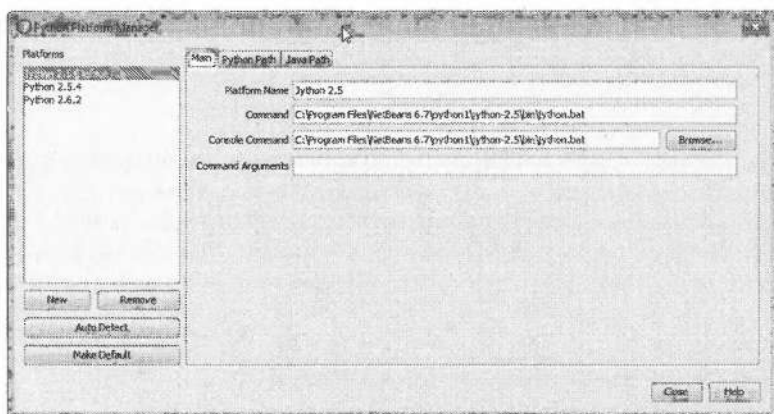 Python Platform Manager
Platforms
Python 2.5.4
Python 2.6.2
New
Remove
Auto Detect
Make Default
Main
Python Path
Java Path
Platform Name
Jython 2.5
Command
C:\Program Files\NetBeans 6.7\python1\jython-2.5\bin\jython.bat
Console Command
C:\Program Files\NetBeans 6.7\python1\jython-2.5\bin\jython.bat
Browse...
Command Arguments
Close
Help